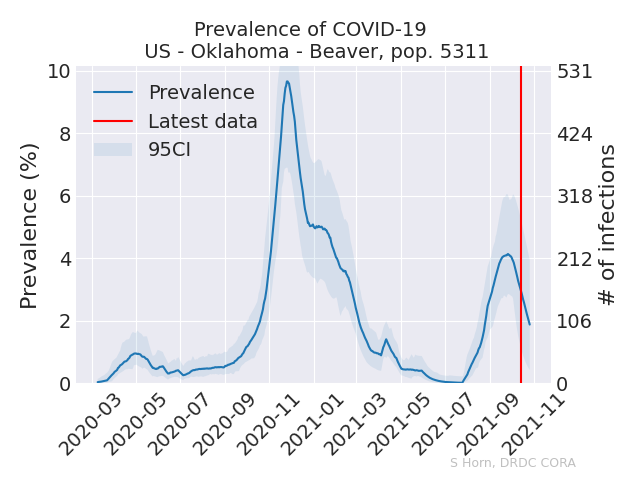 Prevalence of COVID-19
US - Oklahoma - Beaver, pop. 5311
Prevalence
Latest data
95CI
Prevalence (%)
10
8
6
4
2
0
531
424
318
212
106
0
# of infections
2020-03
2020-05
2020-07
2020-09
2020-11
2021-01
2021-03
2021-05
2021-07
2021-09
2021-11
S Horn, DRDC CORA